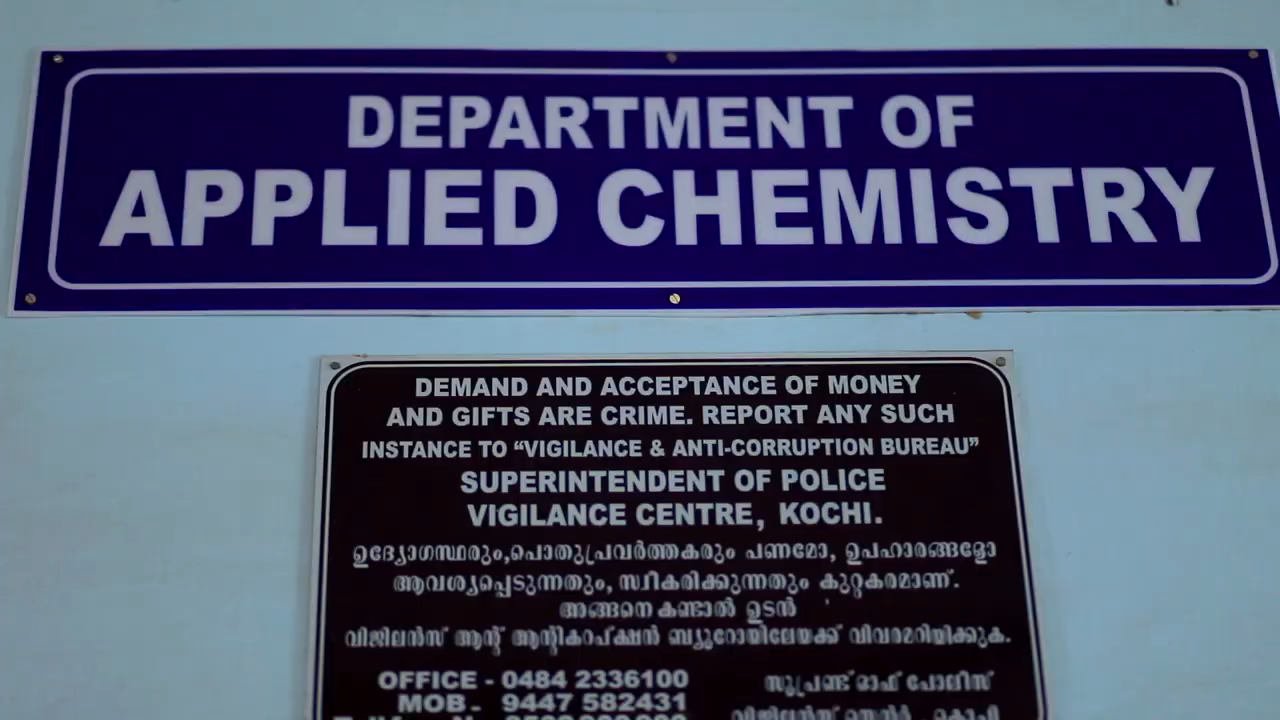 DEPARTMENT OF
APPLIED CHEMISTRY
DEMAND AND ACCEPTANCE OF MONEY
AND GIFTS ARE CRIME. REPORT ANY SUCH
INSTANCE TO “VIGILANCE & ANTI-CORRUPTION BUREAU”
SUPERINTENDENT OF POLICE
VIGILANCE CENTRE, KOCHI.
ഉദ്യോഗസ്ഥരും,പൊതുപ്രവർത്തകരും പണമോ, ഉപഹാരങ്ങളോ
ആവശ്യപ്പെടുന്നതും, സ്വീകരിക്കുന്നതും കുറ്റകരമാണ്.
അങ്ങനെ കണ്ടാൽ ഉടൻ
വിജിലൻസ് ആന്റ് ആന്റികറപ്ക്ഷൻ ബ്യൂറോയിലേയക്ക് വിവരമറിയിക്കുക.
OFFICE - 0484 2336100 സൂപ്രണ്ട് ഓഫ് പോലീസ്
MOB - 9447 582431